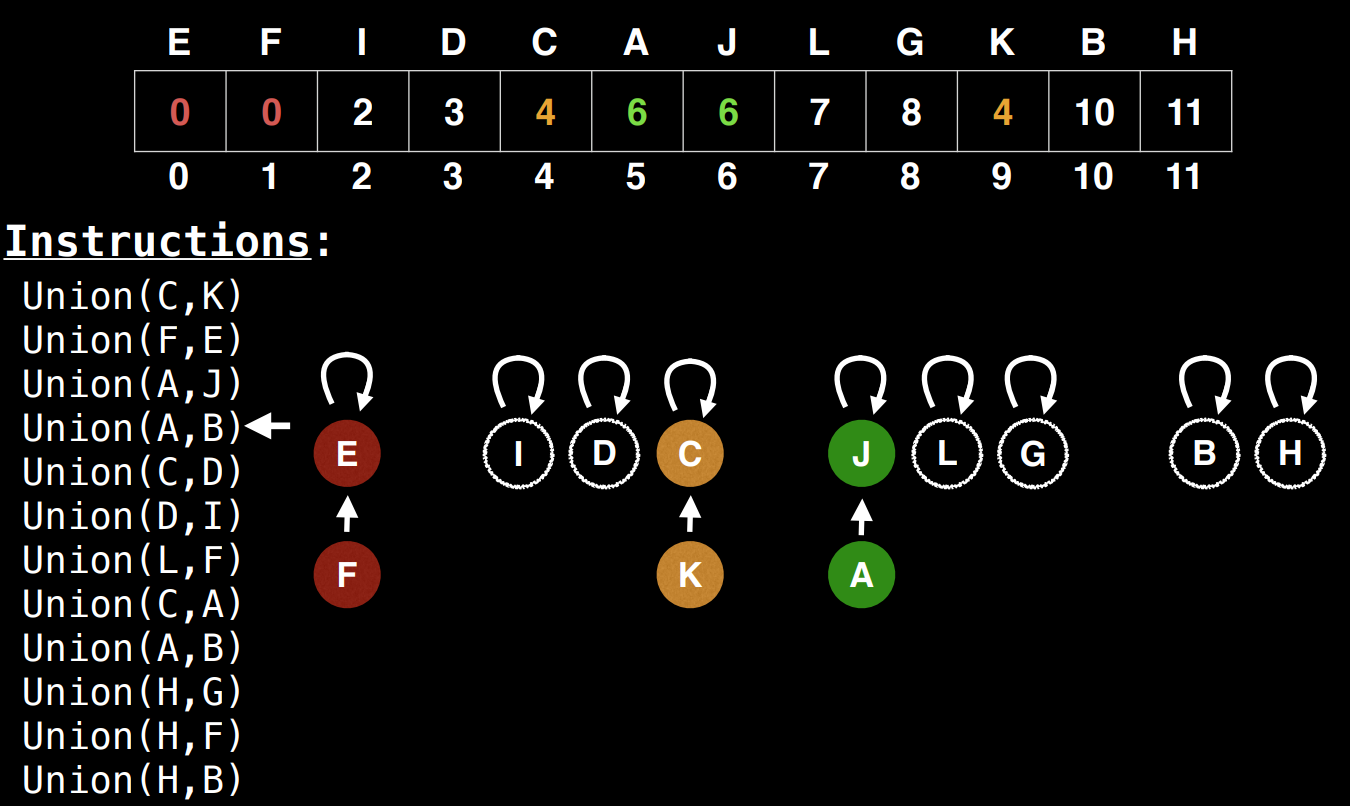 E F I D C A J L G K B H
0 0 2 3 4 6 6 7 8 4 10 11
0 1 2 3 4 5 6 7 8 9 10 11
Instructions:
Union(C,K)
Union(F,E)
Union(A,J)
Union(A,B)
Union(C,D)
Union(D,I)
Union(L,F)
Union(C,A)
Union(A,B)
Union(H,G)
Union(H,F)
Union(H,B)
E I D C J L G B H
F K A